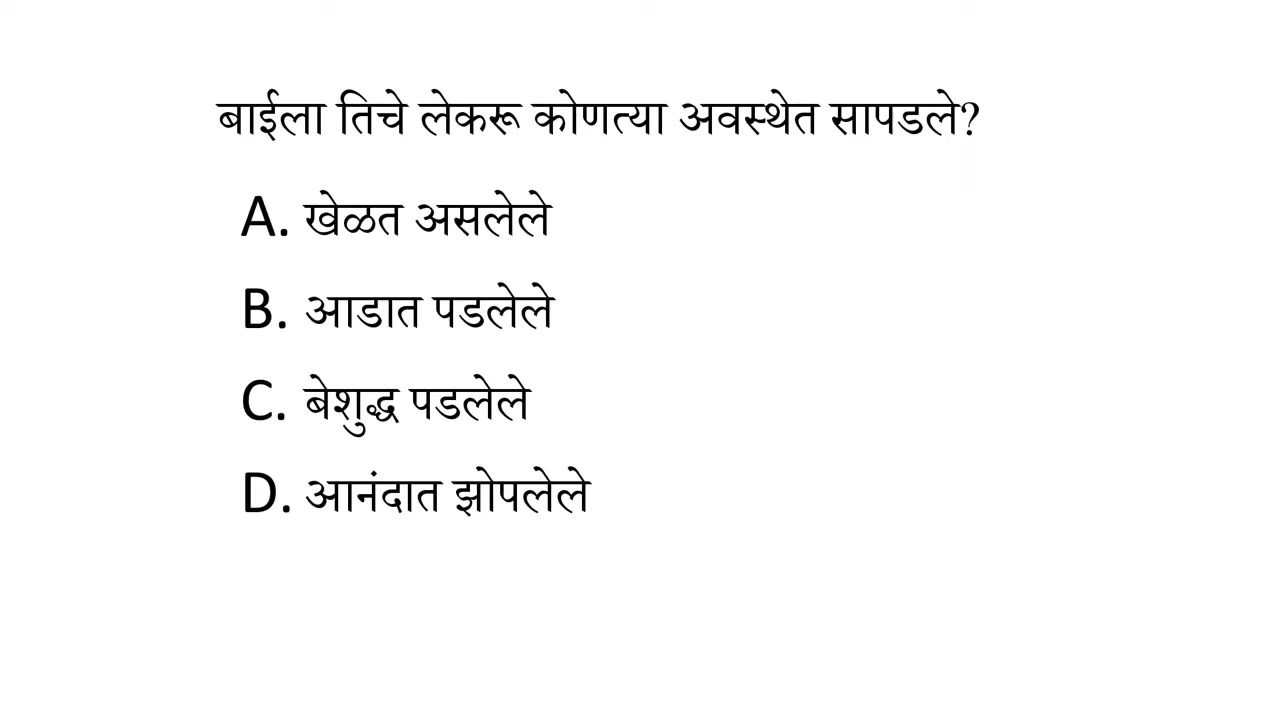 बाईला तिचे लेकरू कोणत्या अवस्थेत सापडले?
A. खेळत असलेले
B. आडात पडलेले
C. बेशुद्ध पडलेले
D. आनंदात झोपलेले